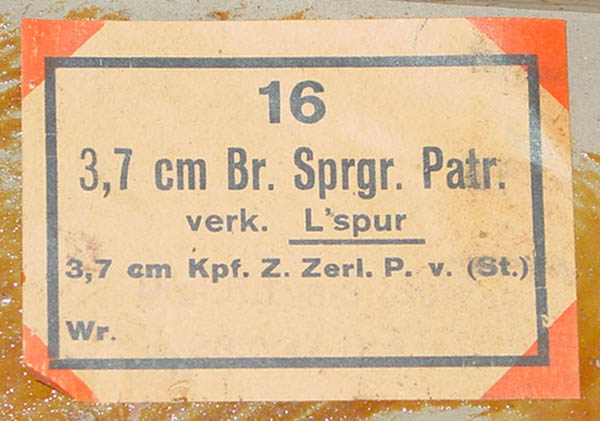 16
3,7 cm Br. Sprgr. Patr.
verk. L'spur
3,7 cm Kpf. Z. Zerl. P. v. (St.)
Wr.